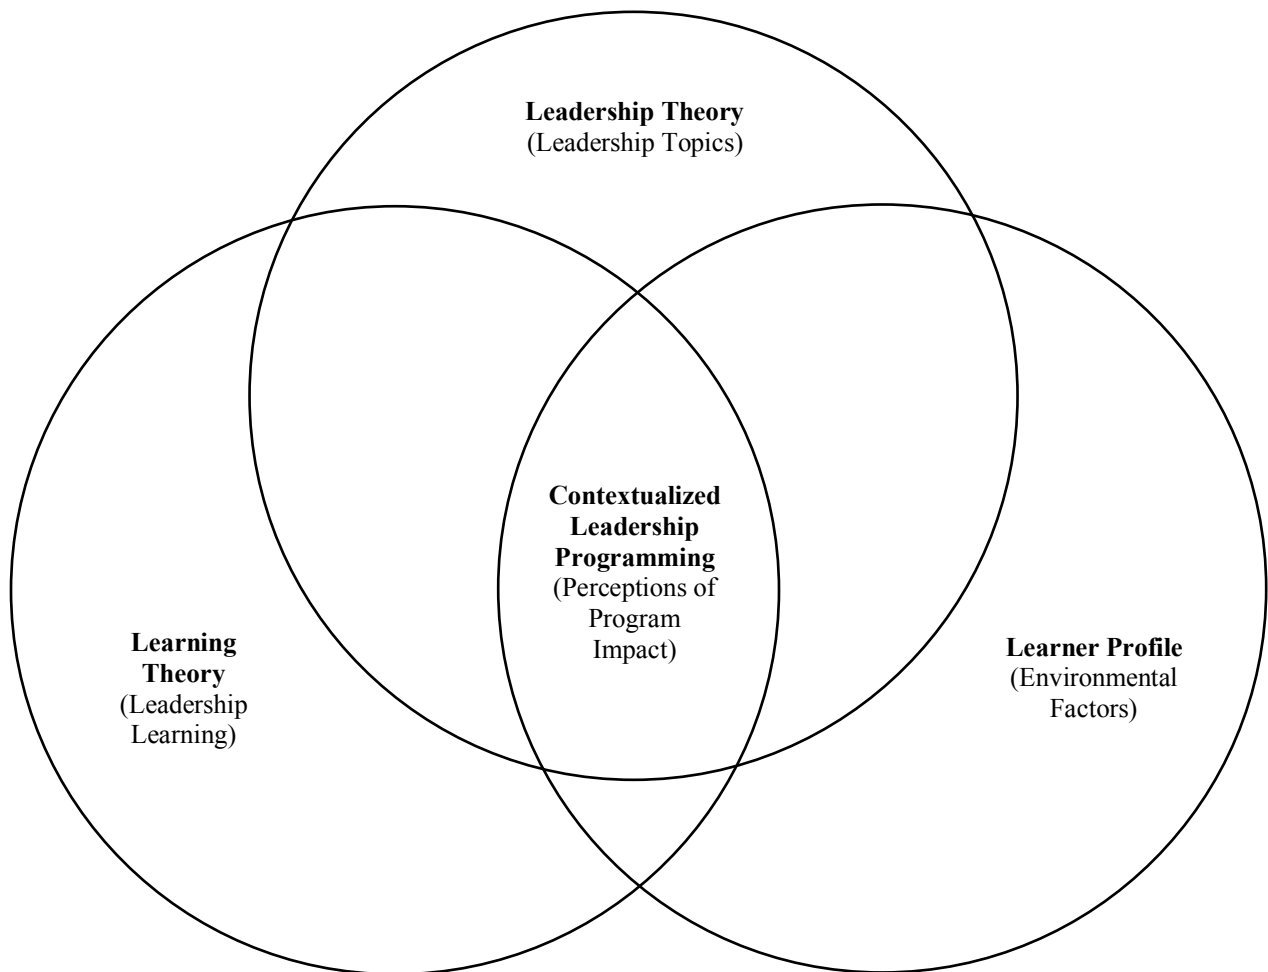 Leadership Theory
(Leadership Topics)
Contextualized
Leadership
Programming
(Perceptions of
Program
Impact)
Learning
Theory
(Leadership
Learning)
Learner Profile
(Environmental
Factors)